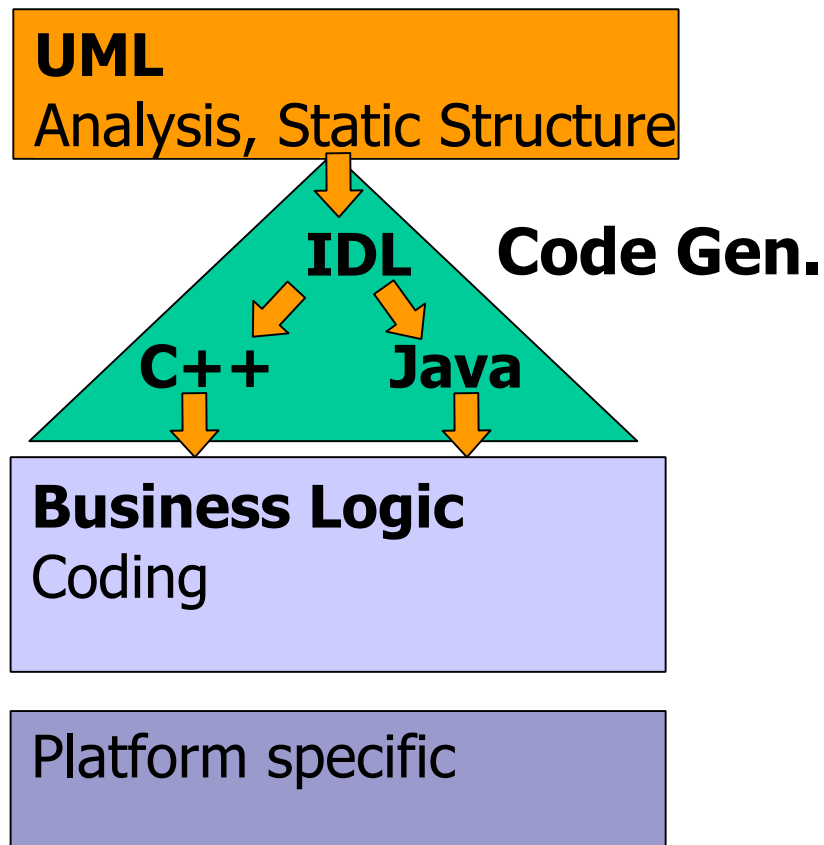 UML
Analysis, Static Structure
IDL
Code Gen.
C++
Java
Business Logic
Coding
Platform specific